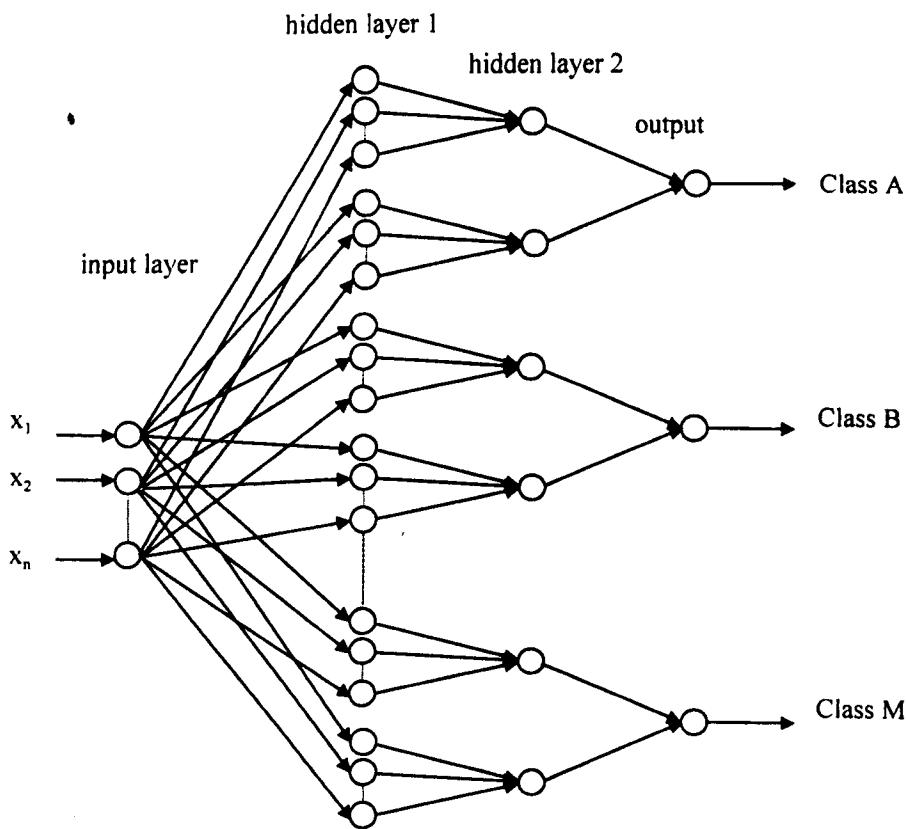 hidden layer 1
hidden layer 2
output
Class A
input layer
x₁
Class B
x₂
xₙ
Class M